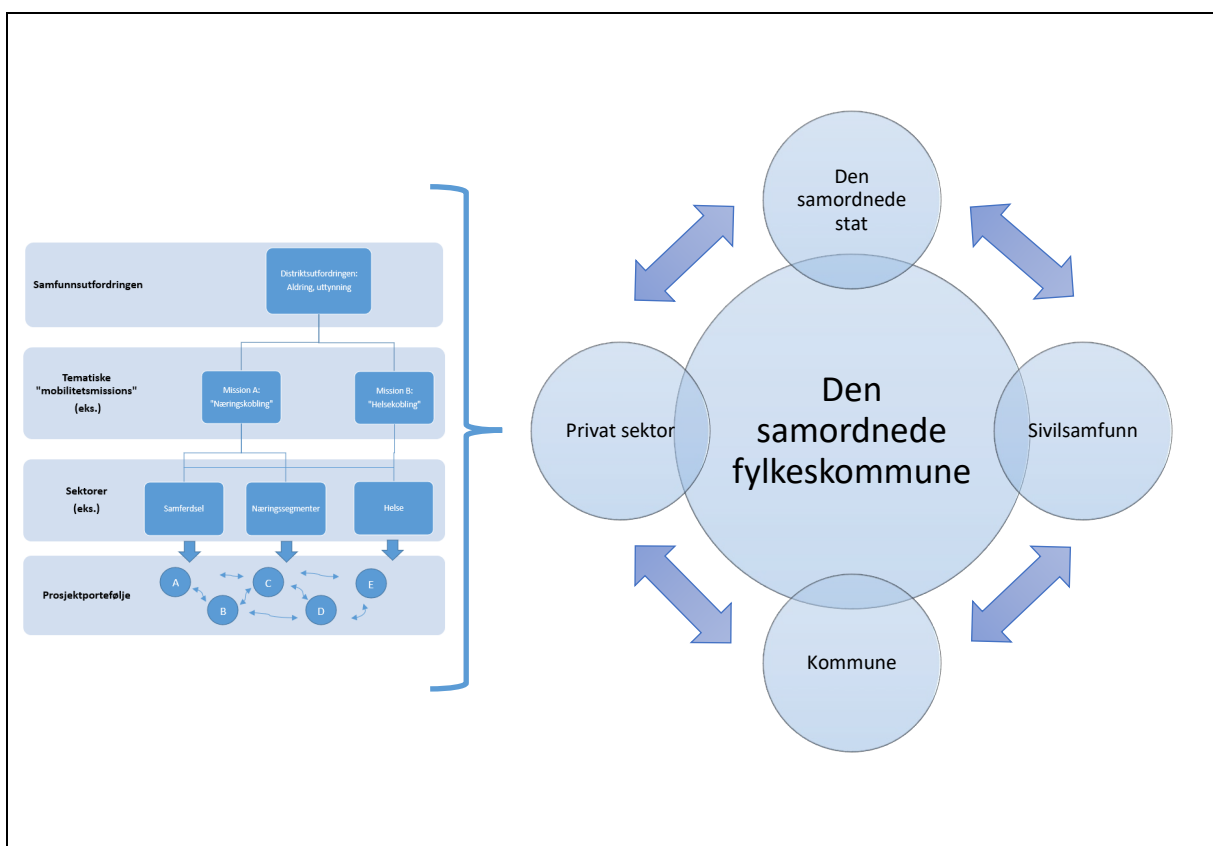 Samfunnsutfordringen
Distriktsutfordringen:
Aldring, uttynning
Tematiske
"mobilitetsmissions"
(eks.)
Mission A:
"Næringskobling"
Mission B:
"Helsekobling"
Sektorer
(eks.)
Samferdsel
Næringssegmenter
Helse
Prosjektportefølje
A
B
C
D
E
Den
samordnede
stat
Privat sektor
Den
samordnede
fylkeskommune
Sivilsamfunn
Kommune